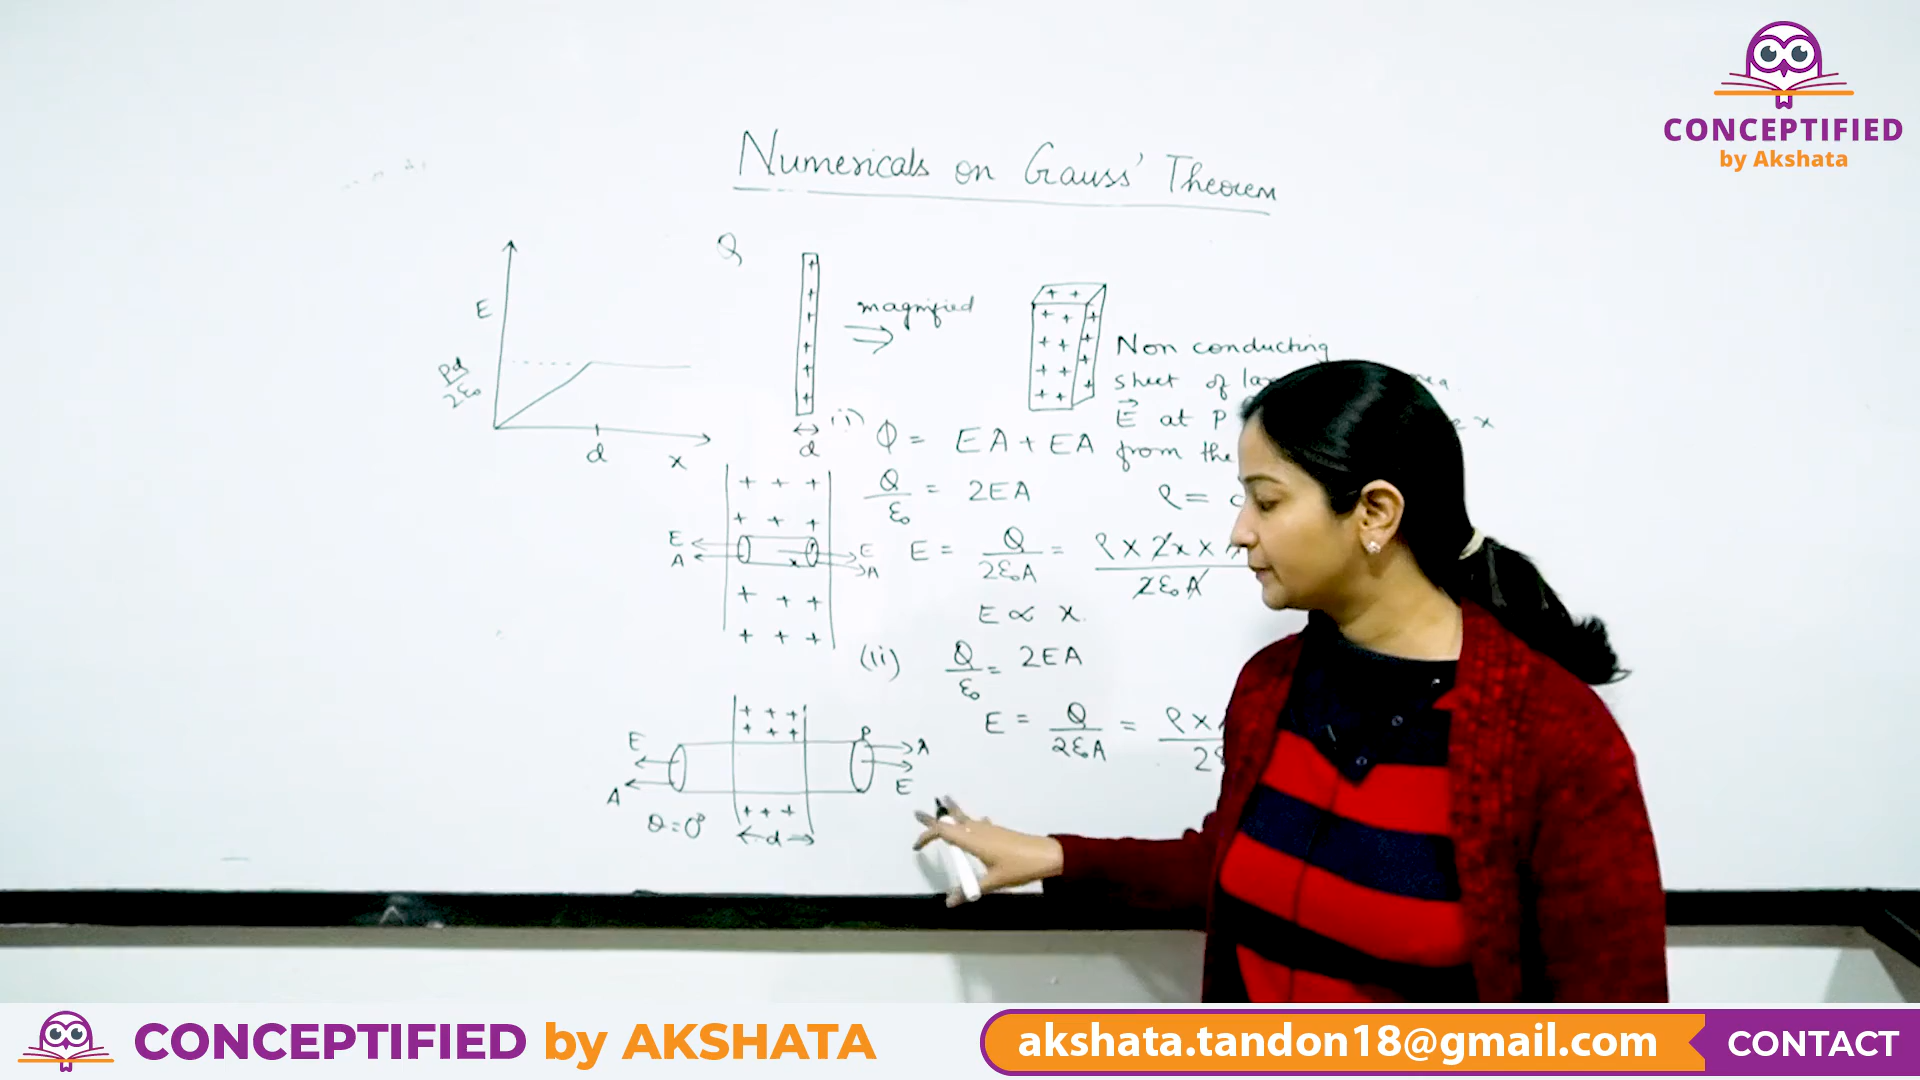 CONCEPTIFIED
by Akshata
Numericals on Gauss' Theorem
Q
E
ρd
2ε₀
d
x
d
magnified
Non conducting
sheet of
E⃗ at P
x
from the
ρ =
i)
Φ = EA + EA
Q/ε₀ = 2EA
E = Q/2ε₀A = ρ × 2x ×
2ε₀A
E ∝ x.
E
A
E
A
x
(ii)
Q/ε₀ = 2EA
E = Q/2ε₀A = ρ ×
E
A
P
A
E
θ = 0°
d
CONCEPTIFIED by AKSHATA
akshata.tandon18@gmail.com
CONTACT